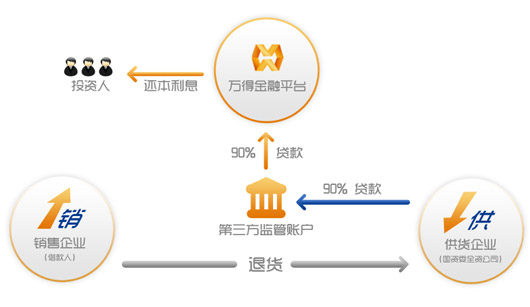 万得金融平台
投资人
还本利息
90% 贷款
90% 贷款
第三方监管账户
销
销售企业
(借款人)
供
供货企业
(国资委全资公司)
退货